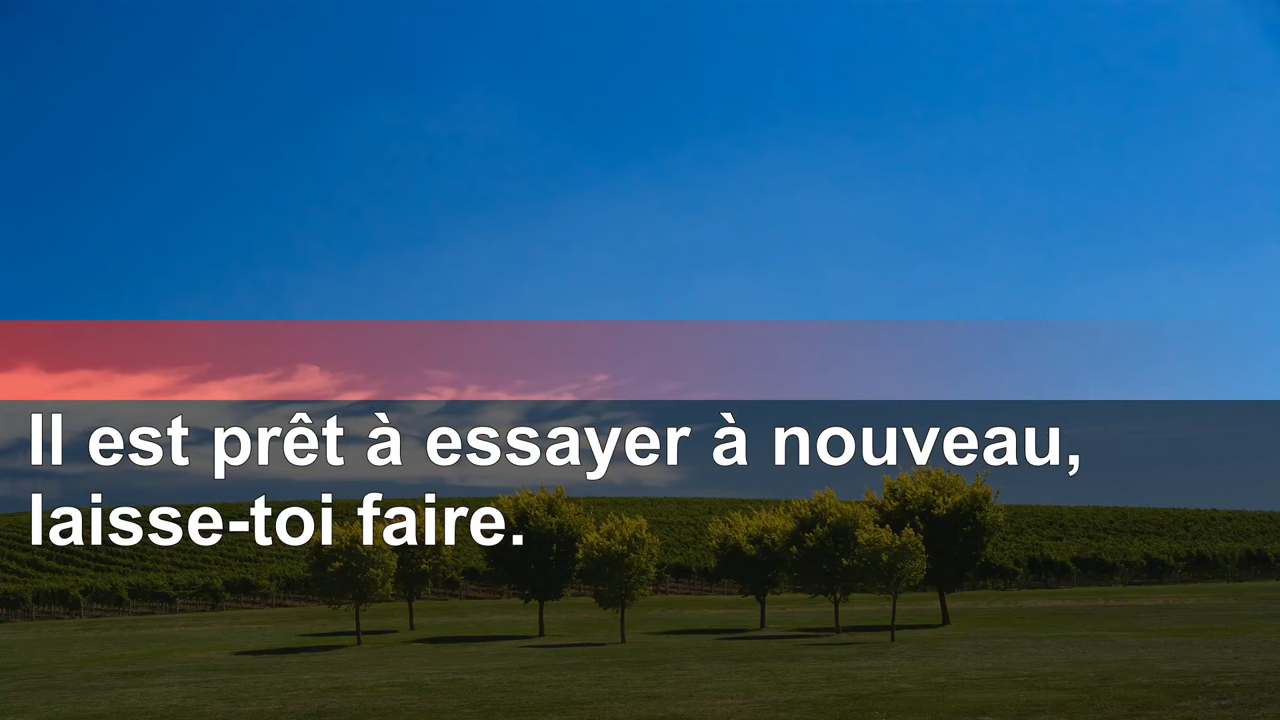 Il est prêt à essayer à nouveau,
laisse-toi faire.